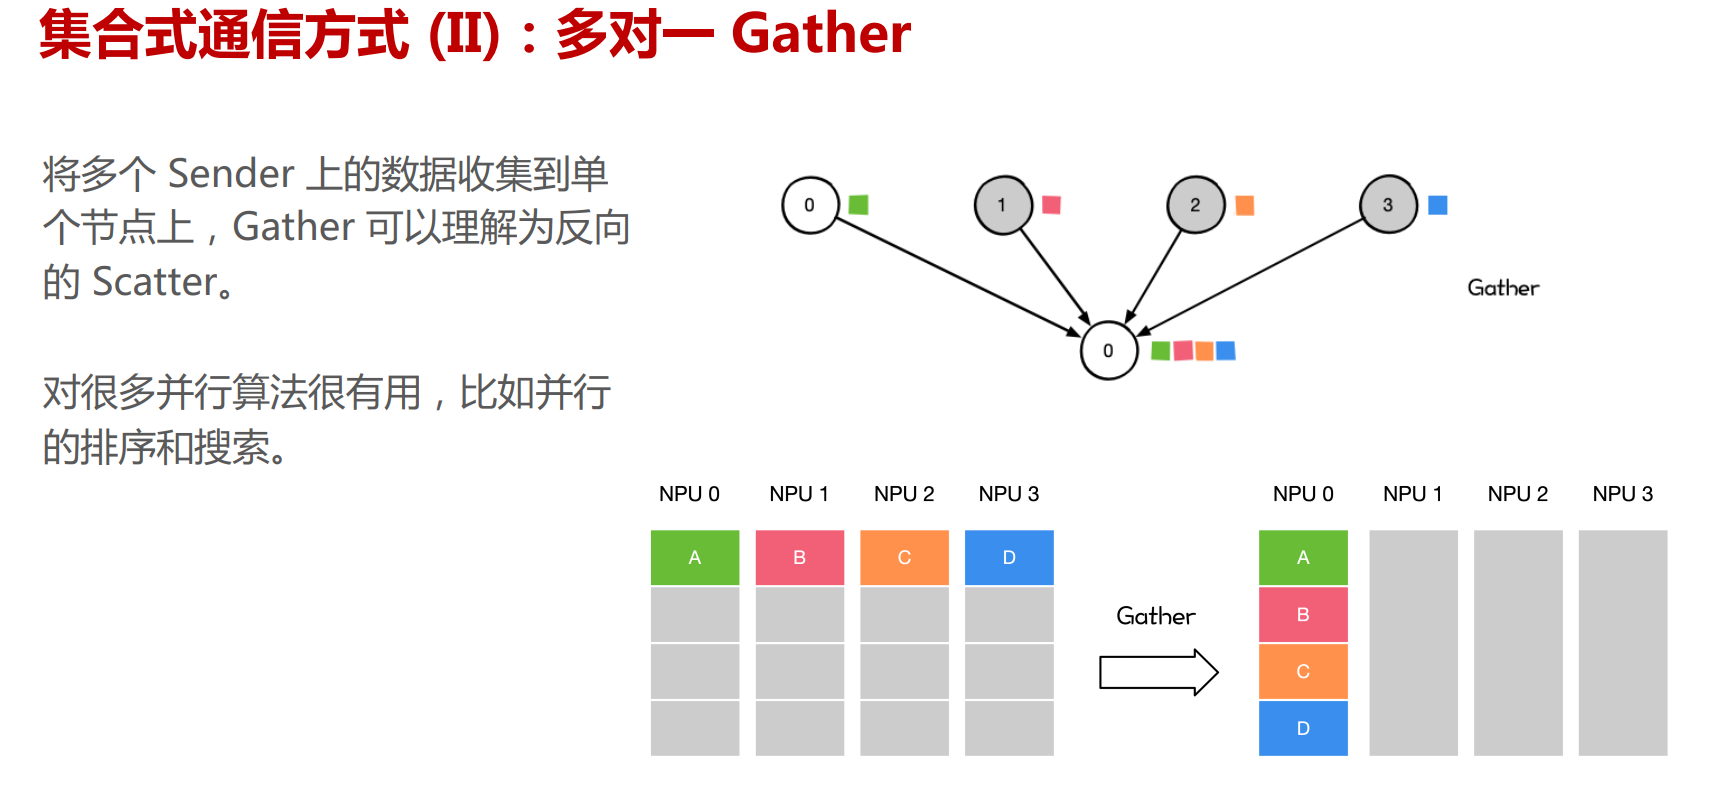 集合式通信方式 (II)：多对一 Gather
将多个 Sender 上的数据收集到单
个节点上，Gather 可以理解为反向
的 Scatter。
对很多并行算法很有用，比如并行
的排序和搜索。
0 1 2 3
Gather
0
NPU 0 NPU 1 NPU 2 NPU 3
A B C D
Gather
NPU 0 NPU 1 NPU 2 NPU 3
A
B
C
D